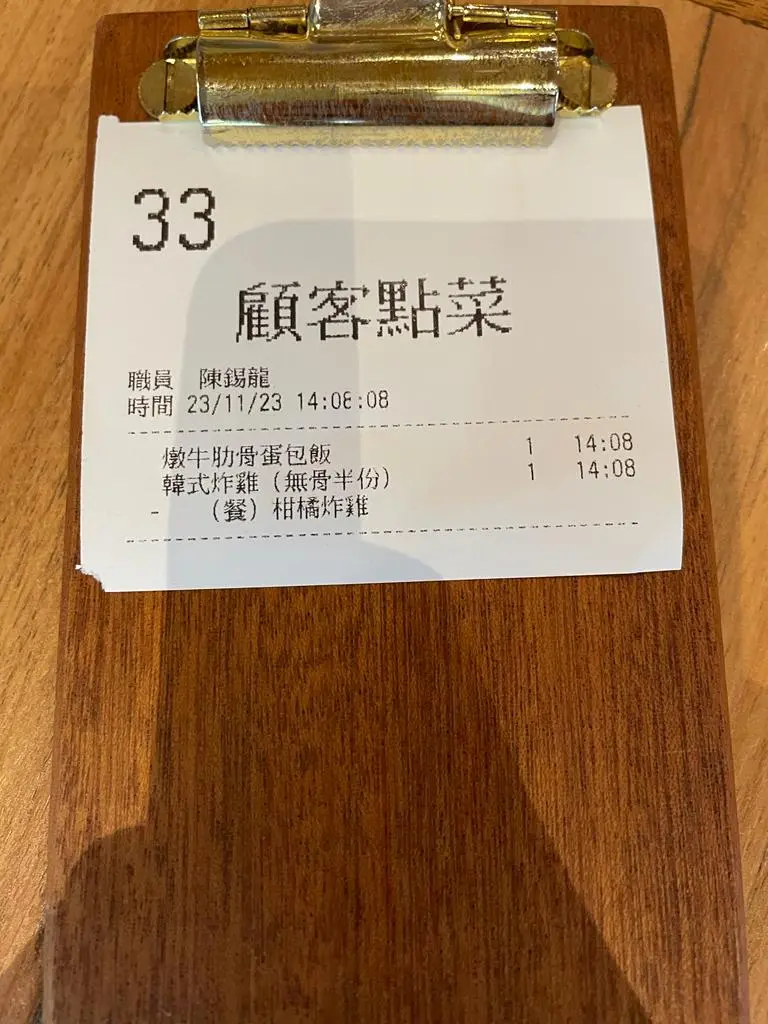 33
顧客點菜
職員 陳錫龍
時間 23/11/23 14:08:08
燉牛肋骨蛋包飯 1 14:08
韓式炸雞(無骨半份) 1 14:08
- (餐) 柑橘炸雞